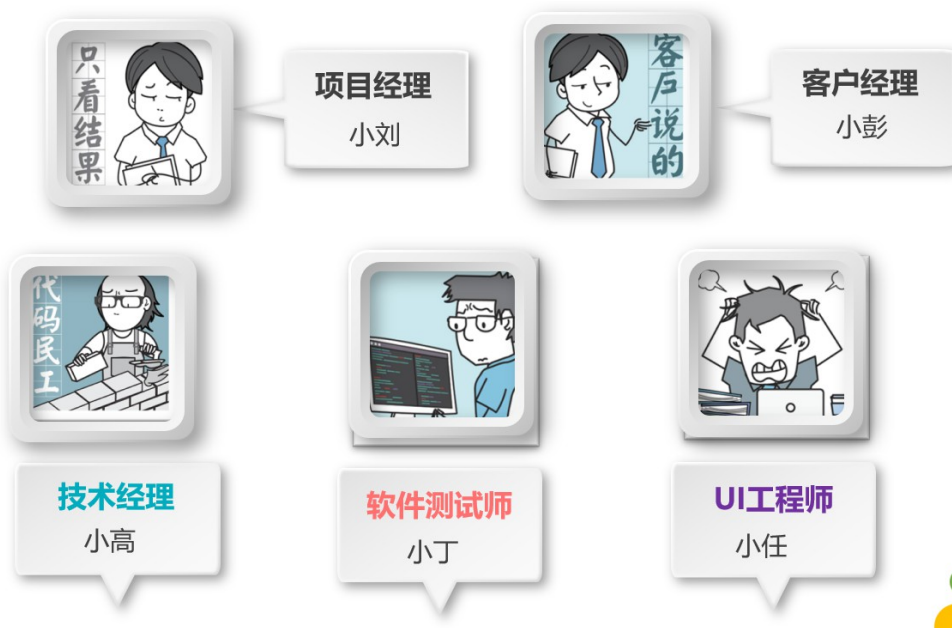 只看结果
项目经理
小刘
客户说的
客户经理
小彭
代码民工
技术经理
小高
软件测试师
小丁
UI工程师
小任